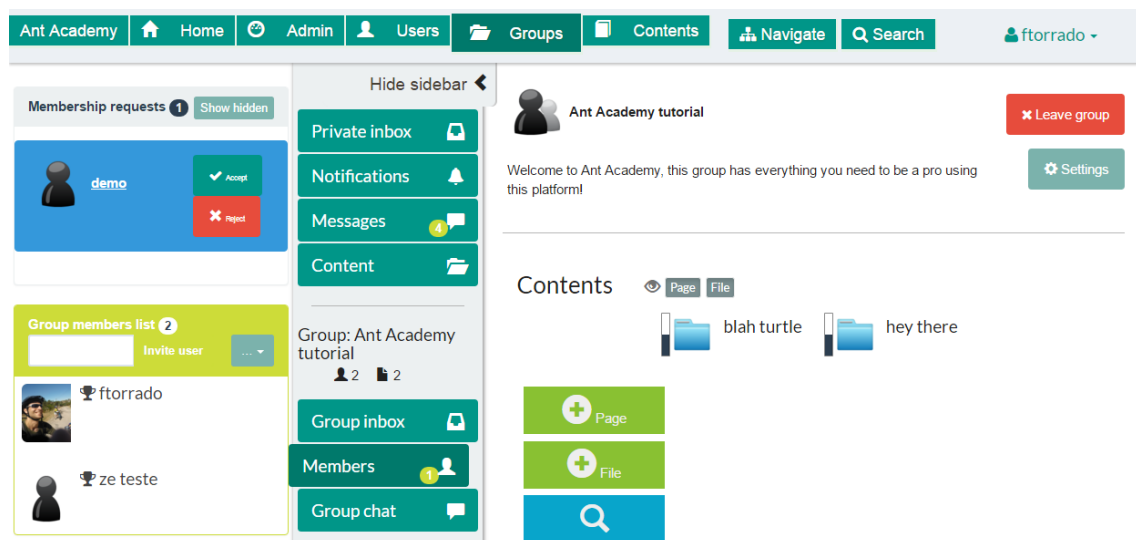 Ant Academy Home Admin Users Groups Contents Navigate Search ftorrado
Membership requests 1 Show hidden
demo
Accept
Reject
Group members list 2
Invite user ...
ftorrado
ze teste
Hide sidebar
Private inbox
Notifications
Messages 4
Content
Group: Ant Academy
tutorial
2 2
Group inbox
Members 1
Group chat
Ant Academy tutorial
Leave group
Welcome to Ant Academy, this group has everything you need to be a pro using
this platform!
Settings
Contents Page File
blah turtle hey there
Page
File